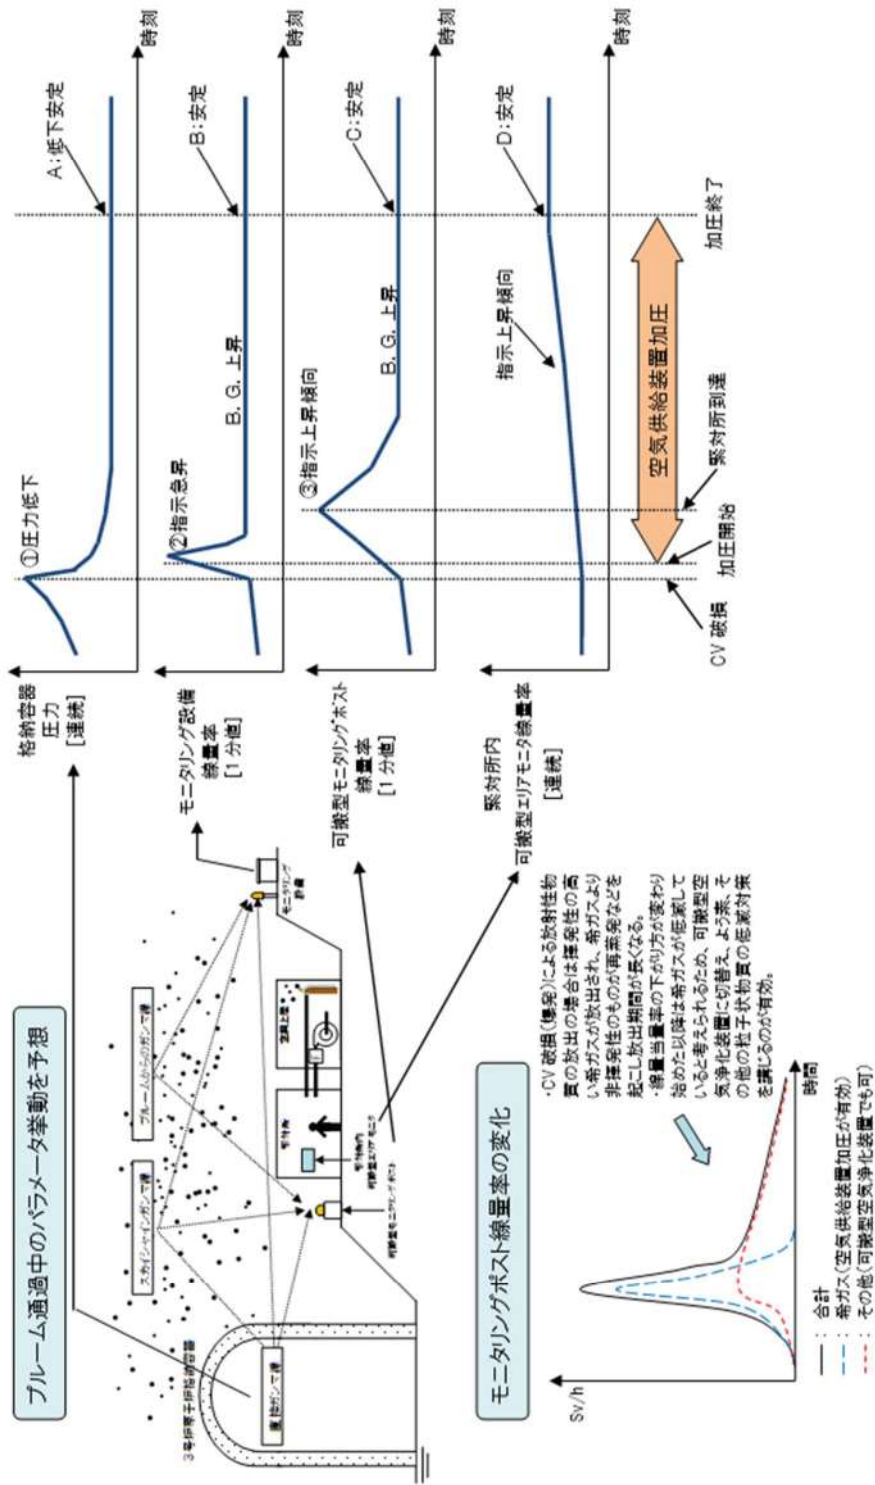 プルーム通過中のパラメータ挙動を予想
スカイシャインガンマ線
プルームからのガンマ線
3号炉原子炉格納容器
直接ガンマ線
モニタリング
設備
可搬型モニタリングポスト
可搬型エリアモニタ
格納容器
圧力
[連続]
①圧力低下
A:低下安定
時刻
モニタリング設備
線量率
[1分値]
②指示急昇
B.G.上昇
B:安定
時刻
可搬型モニタリングポスト
線量率
[1分値]
③指示上昇傾向
B.G.上昇
C:安定
時刻
緊対所内
可搬型エリアモニタ線量率
[連続]
指示上昇傾向
D:安定
時刻
空気供給装置加圧
CV破損
加圧開始
緊対所到達
加圧終了
モニタリングポスト線量率の変化
Sv/h
時間
:合計
:希ガス(空気供給装置加圧が有効)
:その他(可搬型空気浄化装置でも可)
・CV破損(爆発)による放射性物
質の放出の場合は揮発性の高
い希ガスが放出され、希ガスより
非揮発性のものが再蒸発などを
起こし放出期間が長くなる。
・線量当量率の下がり方が変わり
始めた以降は希ガスが低減して
いると考えられるため、可搬型空
気浄化装置に切替え、よう素、そ
の他の粒子状物質の低減対策
を講じるのが有効。